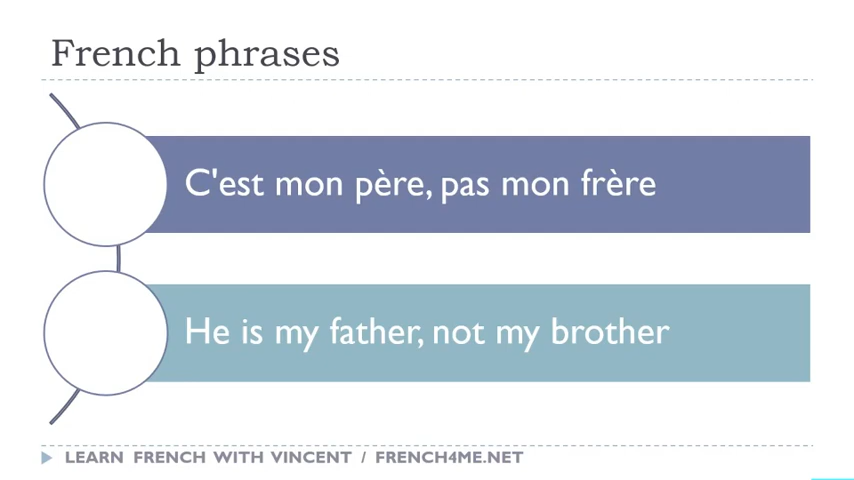 French phrases
C'est mon père, pas mon frère
He is my father, not my brother
LEARN FRENCH WITH VINCENT / FRENCH4ME.NET